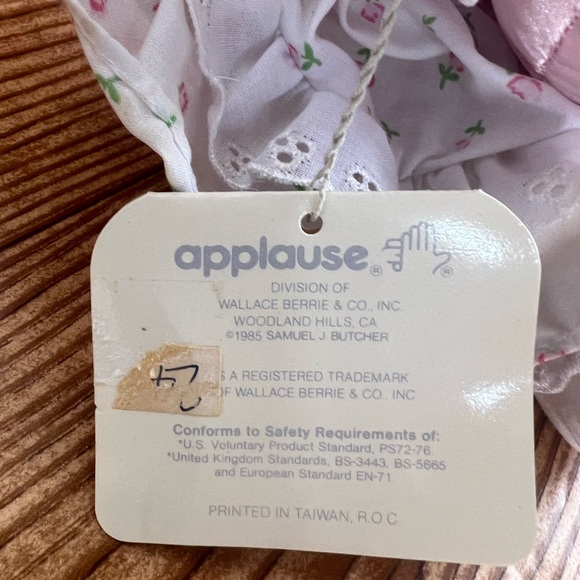 applause® ®
DIVISION OF
WALLACE BERRIE & CO., INC.
WOODLAND HILLS, CA
©1985 SAMUEL J BUTCHER
S A REGISTERED TRADEMARK
OF WALLACE BERRIE & CO., INC
Conforms to Safety Requirements of:
*U.S. Voluntary Product Standard, PS72-76
*United Kingdom Standards, BS-3443, BS-5665
and European Standard EN-71
PRINTED IN TAIWAN, R.O.C